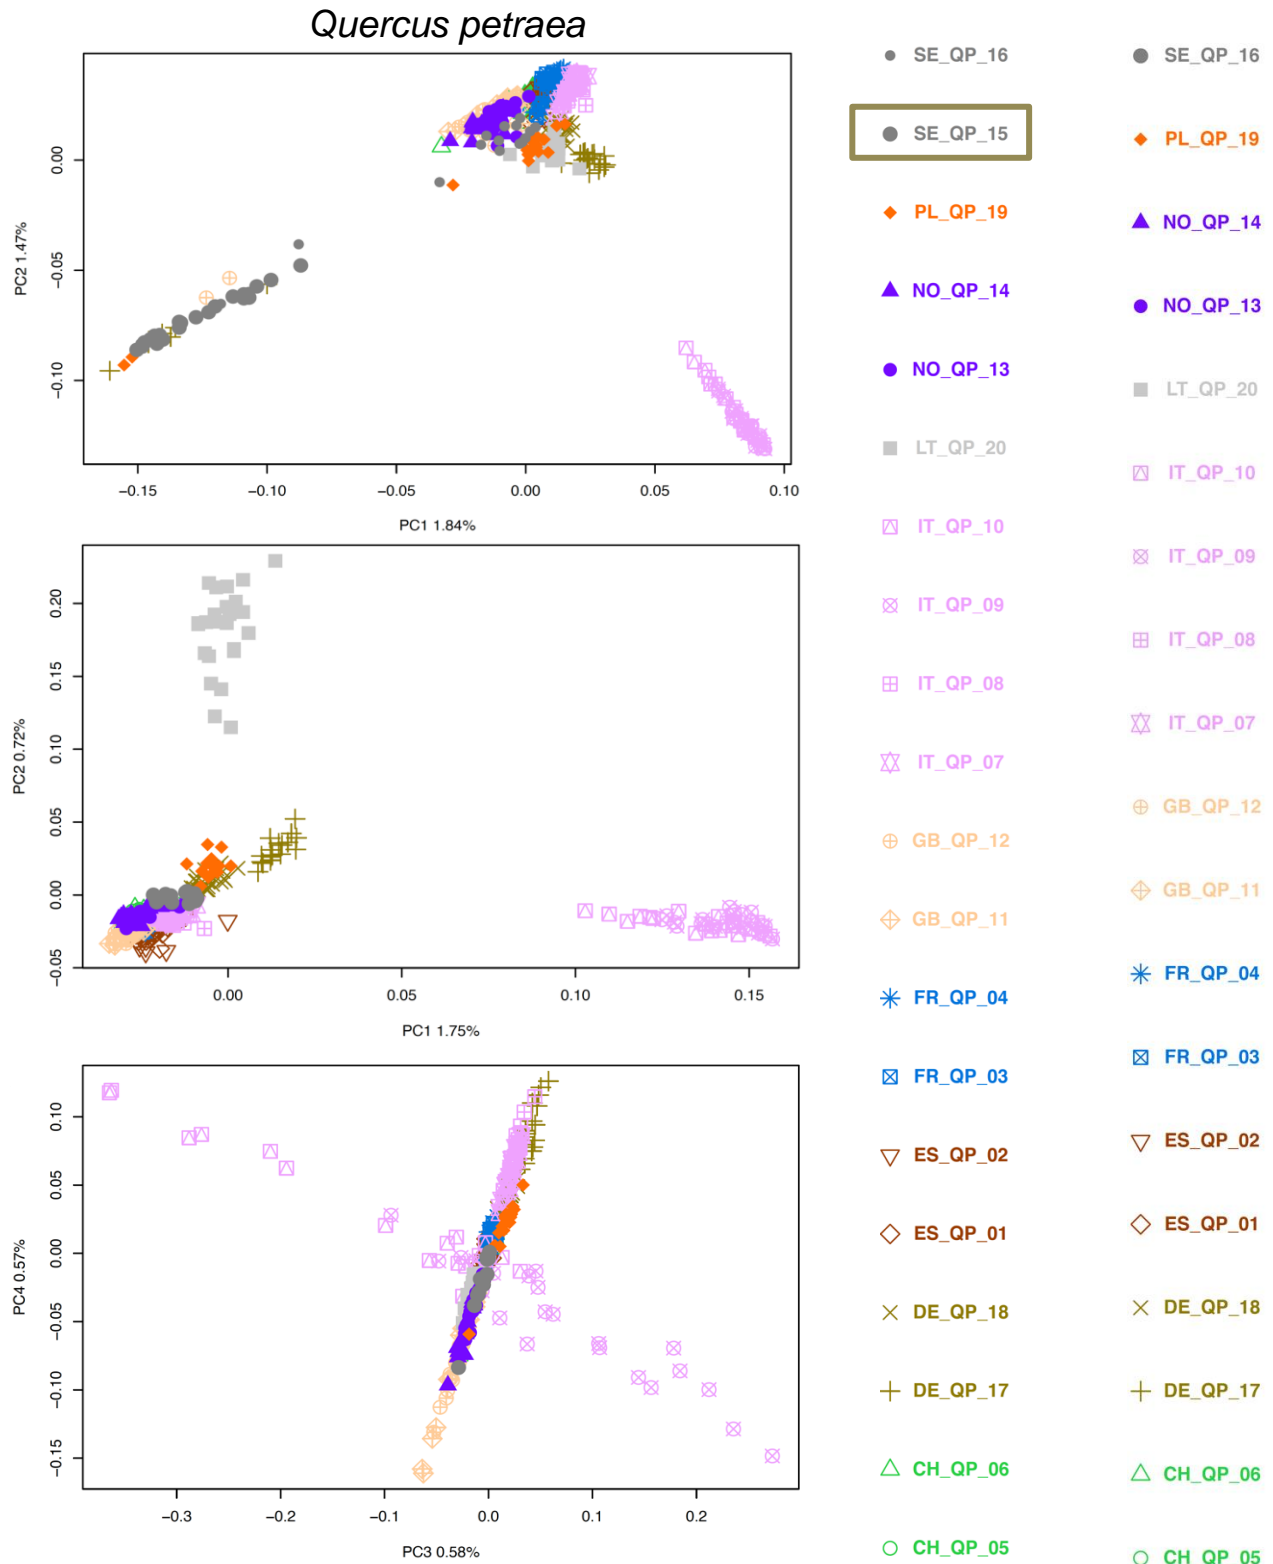 Quercus petraea
0.00
−0.05
−0.10
PC2 1.47%
−0.15
−0.10
−0.05
0.00
0.05
0.10
PC1 1.84%
0.20
0.15
0.10
0.05
0.00
−0.05
PC2 0.72%
0.00
0.05
0.10
0.15
PC1 1.75%
0.10
0.05
0.00
−0.05
−0.10
−0.15
PC4 0.57%
−0.3
−0.2
−0.1
0.0
0.1
0.2
PC3 0.58%
SE_QP_16
SE_QP_15
PL_QP_19
NO_QP_14
NO_QP_13
LT_QP_20
IT_QP_10
IT_QP_09
IT_QP_08
IT_QP_07
GB_QP_12
GB_QP_11
FR_QP_04
FR_QP_03
ES_QP_02
ES_QP_01
DE_QP_18
DE_QP_17
CH_QP_06
CH_QP_05
SE_QP_16
PL_QP_19
NO_QP_14
NO_QP_13
LT_QP_20
IT_QP_10
IT_QP_09
IT_QP_08
IT_QP_07
GB_QP_12
GB_QP_11
FR_QP_04
FR_QP_03
ES_QP_02
ES_QP_01
DE_QP_18
DE_QP_17
CH_QP_06
CH_QP_05